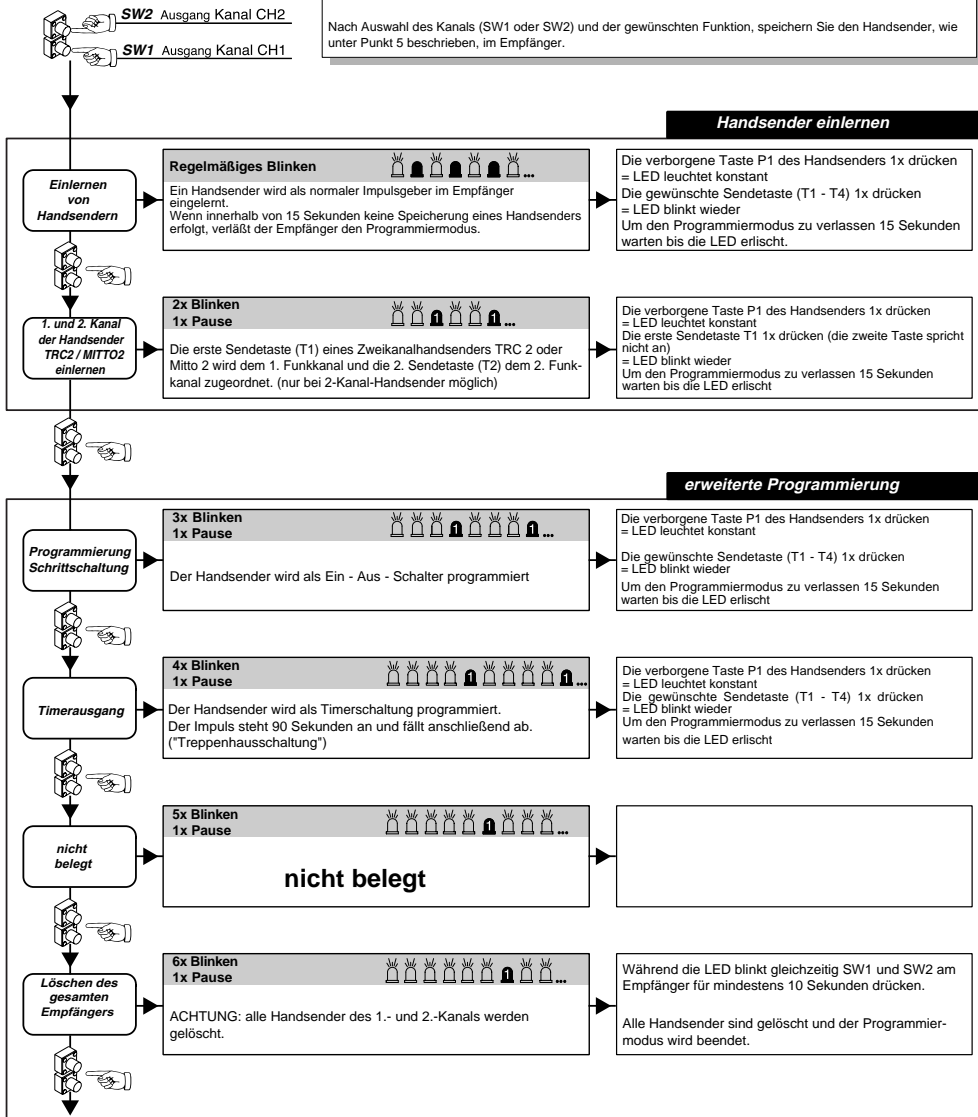 SW2 Ausgang Kanal CH2
SW1 Ausgang Kanal CH1
Nach Auswahl des Kanals (SW1 oder SW2) und der gewünschten Funktion, speichern Sie den Handsender, wie
unter Punkt 5 beschrieben, im Empfänger.
Handsender einlernen
Einlernen
von
Handsendern
Regelmäßiges Blinken
...
Ein Handsender wird als normaler Impulsgeber im Empfänger
eingelernt.
Wenn innerhalb von 15 Sekunden keine Speicherung eines Handsenders
erfolgt, verläßt der Empfänger den Programmiermodus.
Die verborgene Taste P1 des Handsenders 1x drücken
= LED leuchtet konstant
Die gewünschte Sendetaste (T1 - T4) 1x drücken
= LED blinkt wieder
Um den Programmiermodus zu verlassen 15 Sekunden
warten bis die LED erlischt.
1. und 2. Kanal
der Handsender
TRC2 / MITTO2
einlernen
2x Blinken
1x Pause
1 1...
Die erste Sendetaste (T1) eines Zweikanalhandsenders TRC 2 oder
Mitto 2 wird dem 1. Funkkanal und die 2. Sendetaste (T2) dem 2. Funk-
kanal zugeordnet. (nur bei 2-Kanal-Handsender möglich)
Die verborgene Taste P1 des Handsenders 1x drücken
= LED leuchtet konstant
Die erste Sendetaste T1 1x drücken (die zweite Taste spricht
nicht an)
= LED blinkt wieder
Um den Programmiermodus zu verlassen 15 Sekunden
warten bis die LED erlischt
erweiterte Programmierung
Programmierung
Schrittschaltung
3x Blinken
1x Pause
1 1...
Der Handsender wird als Ein - Aus - Schalter programmiert
Die verborgene Taste P1 des Handsenders 1x drücken
= LED leuchtet konstant
Die gewünschte Sendetaste (T1 - T4) 1x drücken
= LED blinkt wieder
Um den Programmiermodus zu verlassen 15 Sekunden
warten bis die LED erlischt
Timerausgang
4x Blinken
1x Pause
1 1...
Der Handsender wird als Timerschaltung programmiert.
Der Impuls steht 90 Sekunden an und fällt anschließend ab.
("Treppenhausschaltung")
Die verborgene Taste P1 des Handsenders 1x drücken
= LED leuchtet konstant
Die gewünschte Sendetaste (T1 - T4) 1x drücken
= LED blinkt wieder
Um den Programmiermodus zu verlassen 15 Sekunden
warten bis die LED erlischt
nicht
belegt
5x Blinken
1x Pause
1 ...
nicht belegt
Löschen des
gesamten
Empfängers
6x Blinken
1x Pause
1 ...
ACHTUNG: alle Handsender des 1.- und 2.-Kanals werden
gelöscht.
Während die LED blinkt gleichzeitig SW1 und SW2 am
Empfänger für mindestens 10 Sekunden drücken.
Alle Handsender sind gelöscht und der Programmier-
modus wird beendet.